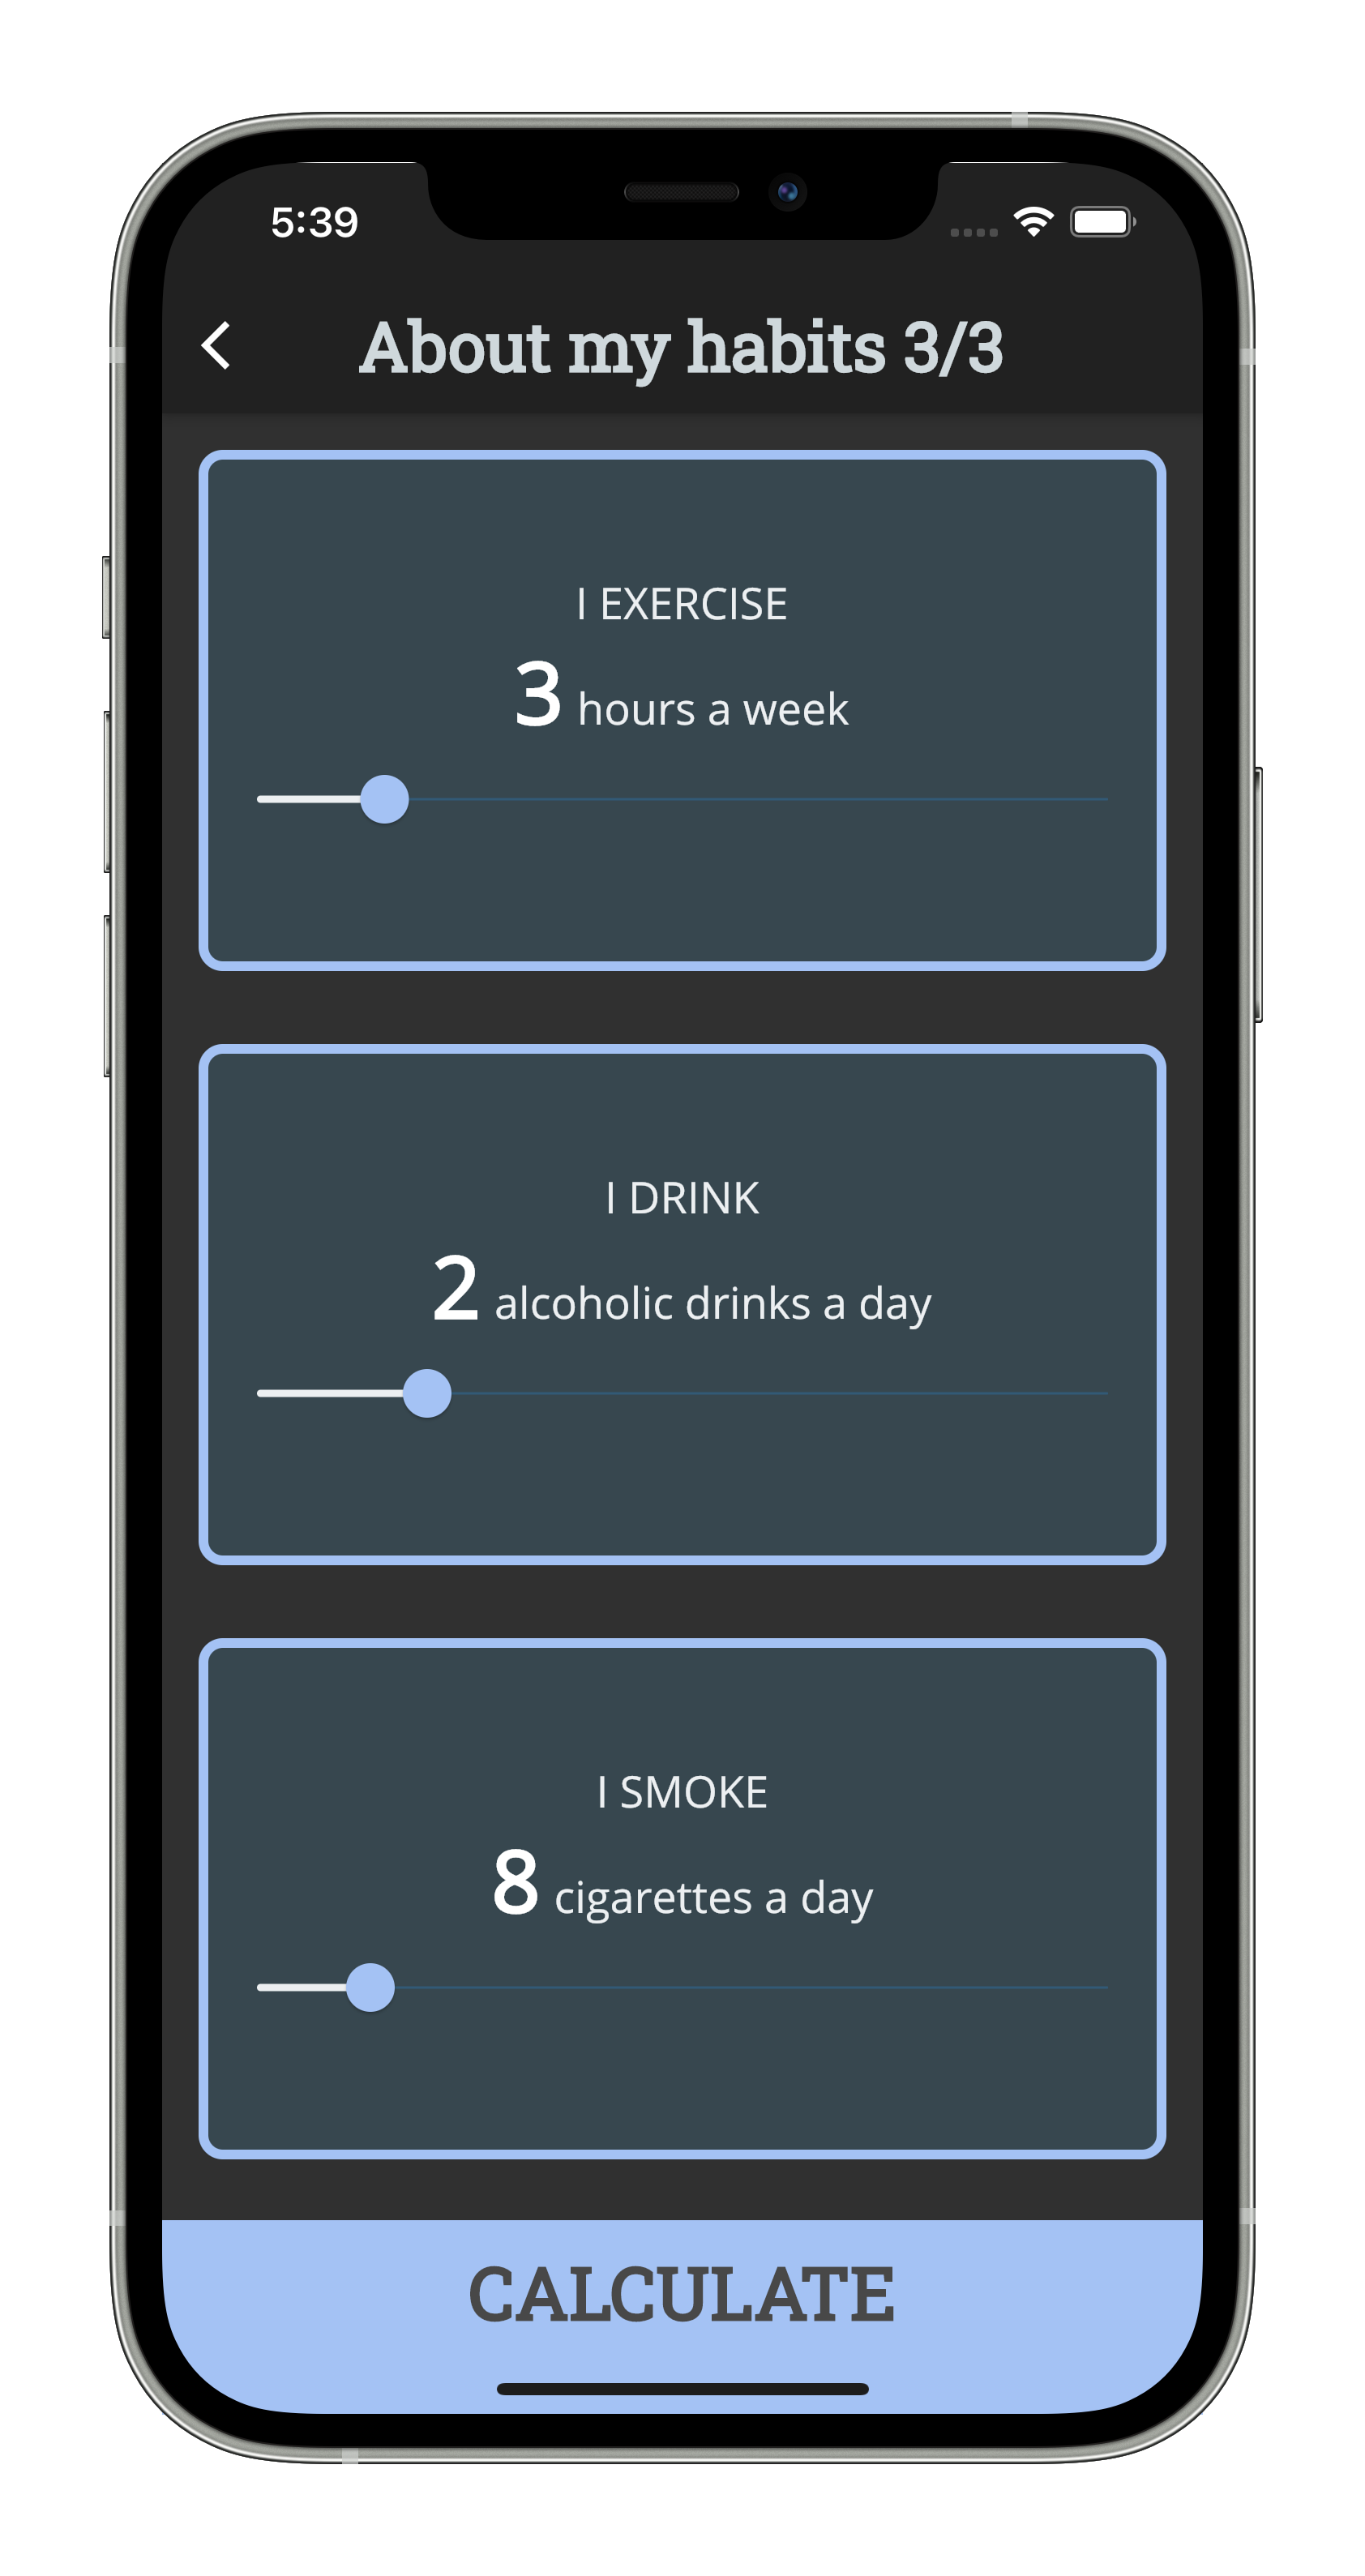 5:39
About my habits 3/3
I EXERCISE
3 hours a week
I DRINK
2 alcoholic drinks a day
I SMOKE
8 cigarettes a day
CALCULATE